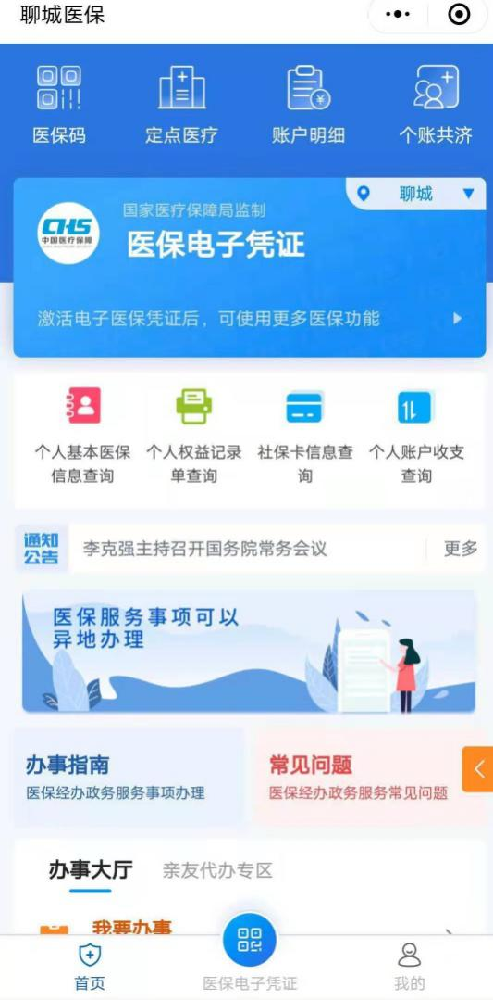 聊城医保
医保码
定点医疗
账户明细
个账共济
聊城
国家医疗保障局监制
CHS
中国医疗保障
医保电子凭证
激活电子医保凭证后，可使用更多医保功能
个人基本医保
信息查询
个人权益记录
单查询
社保卡信息查
询
个人账户收支
查询
通知
公告
李克强主持召开国务院常务会议
更多
医保服务事项可以
异地办理
办事指南
医保经办政务服务事项办理
常见问题
医保经办政务服务常见问题
办事大厅
亲友代办专区
我要办事
首页
医保电子凭证
我的